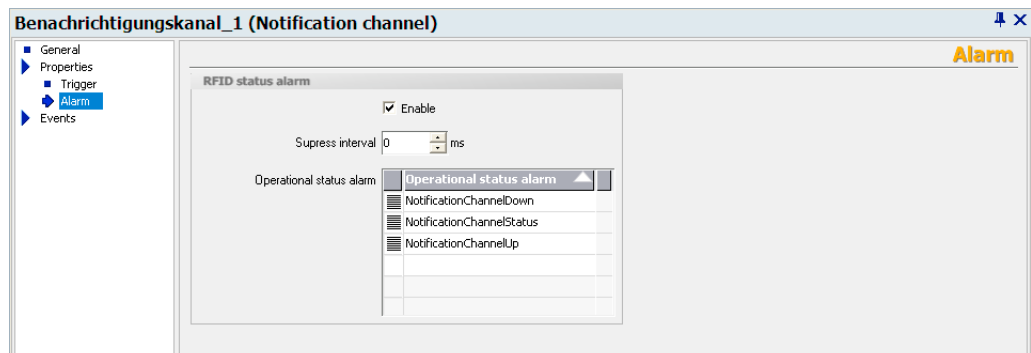 Benachrichtigungskanal_1 (Notification channel)
General
Properties
Trigger
Alarm
Events
Alarm
RFID status alarm
Enable
Supress interval 0 ms
Operational status alarm Operational status alarm
NotificationChannelDown
NotificationChannelStatus
NotificationChannelUp